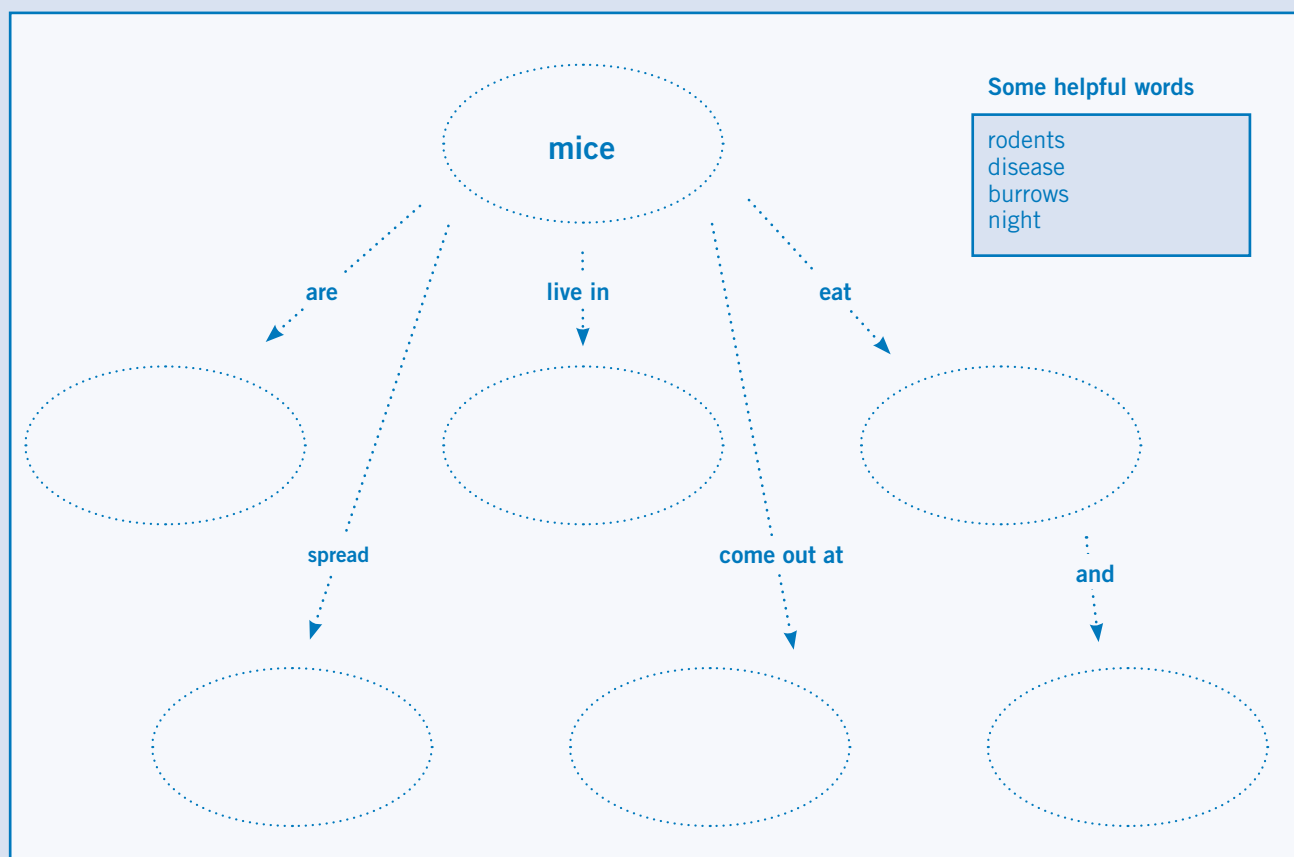 Some helpful words
mice
rodents
disease
burrows
night
are
live in
eat
spread
come out at
and